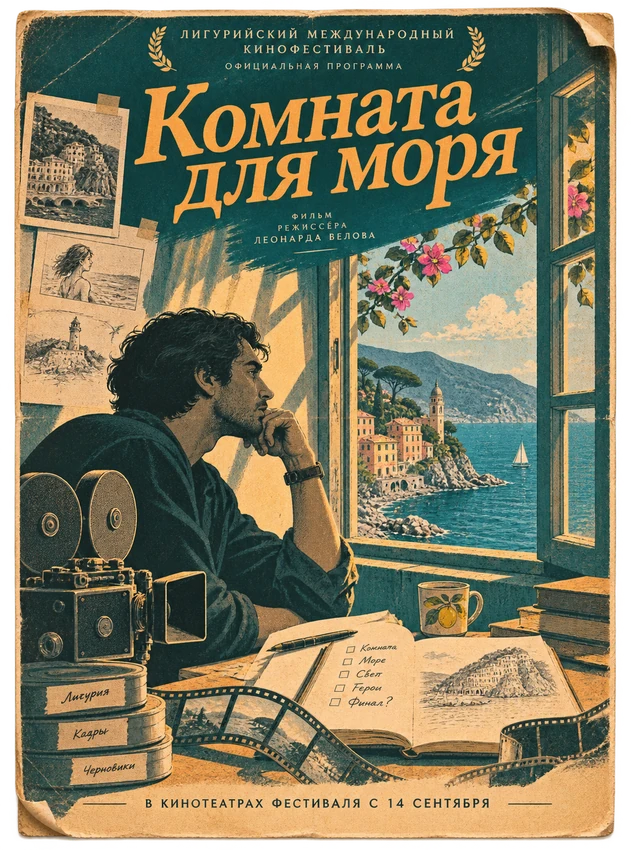 ЛИГУРИЙСКИЙ МЕЖДУНАРОДНЫЙ
КИНОФЕСТИВАЛЬ
ОФИЦИАЛЬНАЯ ПРОГРАММА
Комната
для моря
ФИЛЬМ
РЕЖИССЁРА
ЛЕОНАРДА ВЕЛОВА
Комната
Море
Свет
Герои
Финал?
Лигурия
Кадры
Черновики
В КИНОТЕАТРАХ ФЕСТИВАЛЯ С 14 СЕНТЯБРЯ